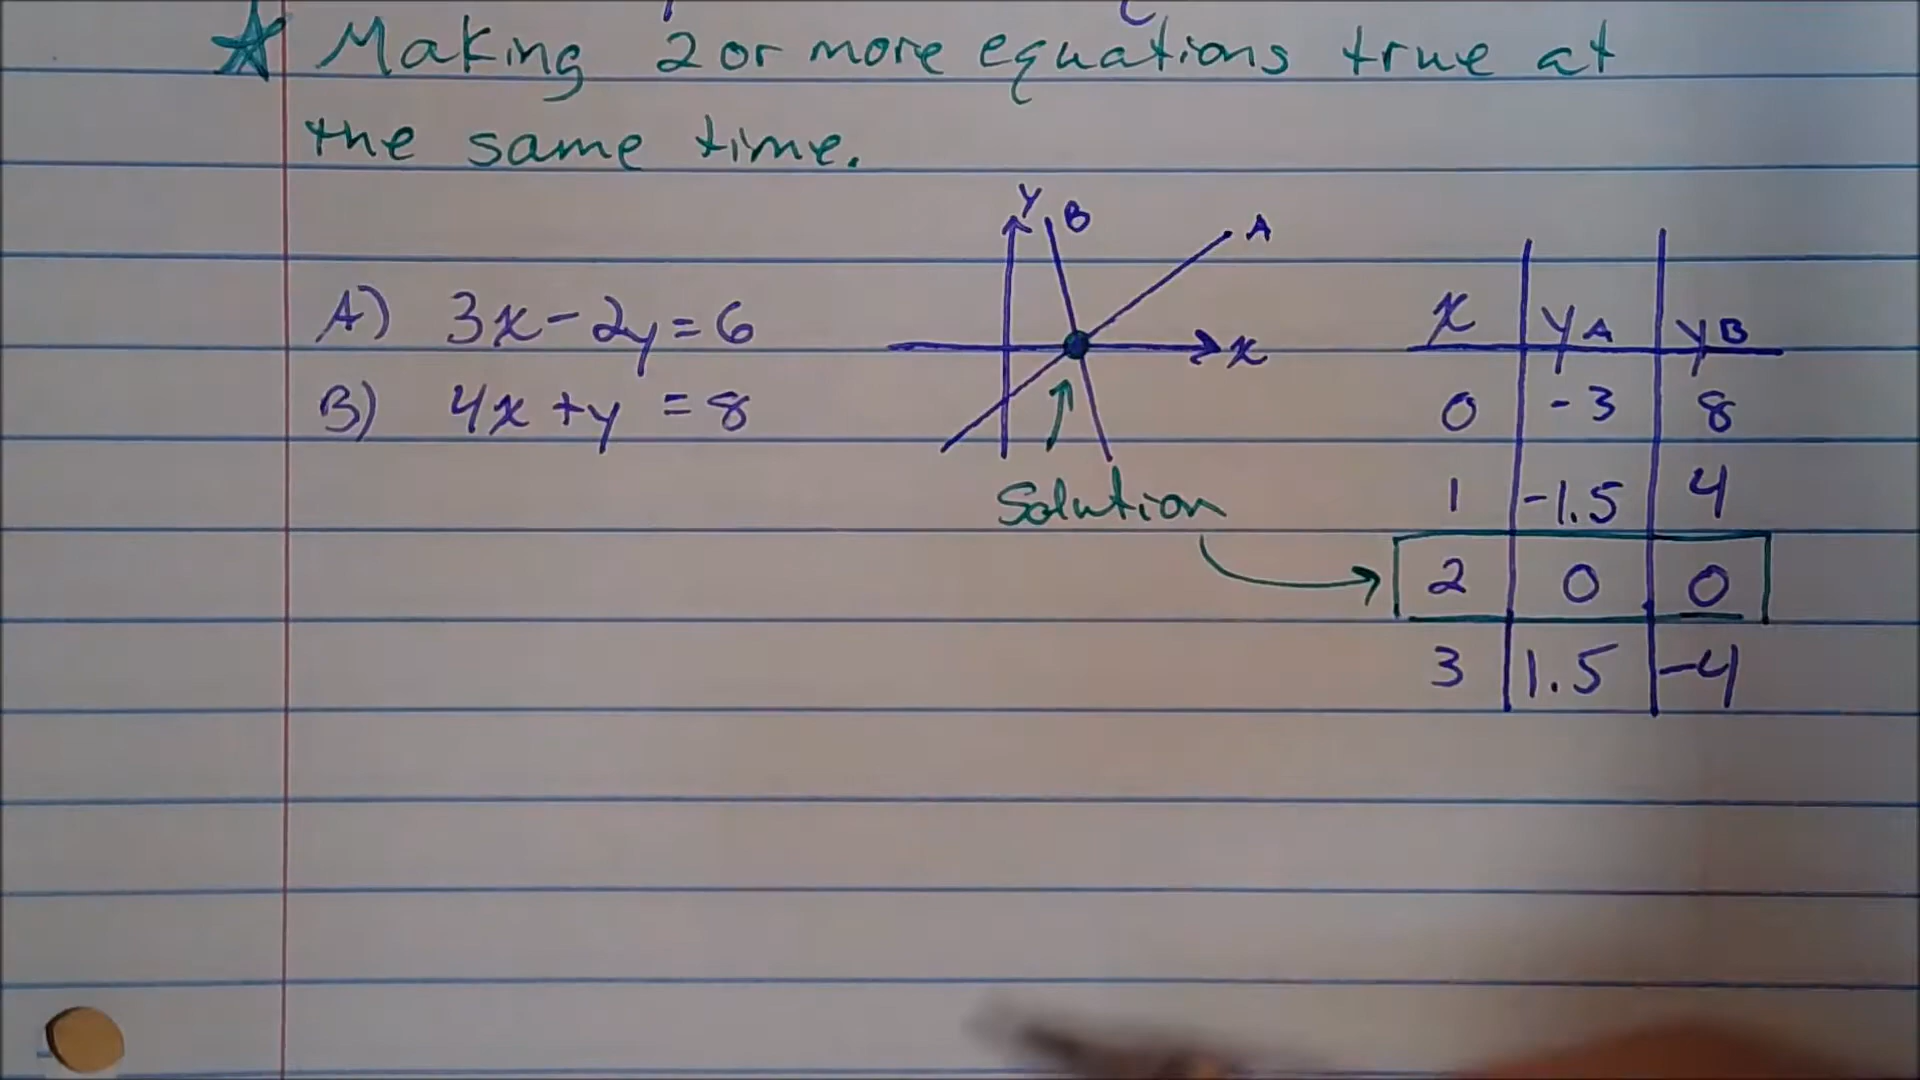 Making 2 or more equations true at
the same time.
A) 3x-2y=6
B) 4x+y=8
Y
B
A
x
Solution
x yA yB
0 -3 8
1 -1.5 4
2 0 0
3 1.5 -4